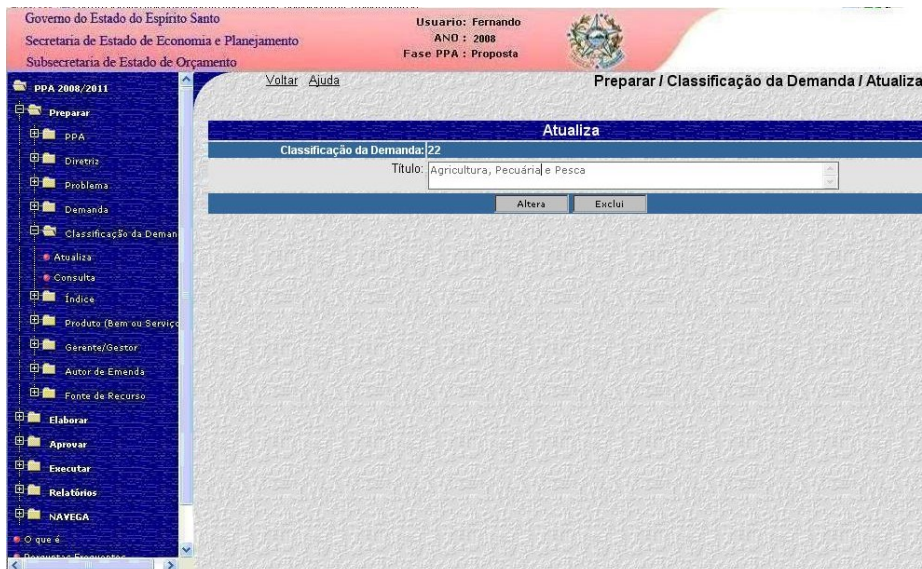 Governo do Estado do Espírito Santo
Secretaria de Estado de Economia e Planejamento
Subsecretaria de Estado de Orçamento
Usuario: Fernando
ANO : 2008
Fase PPA : Proposta
Voltar Ajuda
Preparar / Classificação da Demanda / Atualiza
PPA 2008/2011
Preparar
PPA
Diretriz
Problema
Demanda
Classificação da Deman
Atualiza
Consulta
Índice
Produto (Bem ou Serviço
Gerente/Gestor
Autor de Emenda
Fonte de Recurso
Elaborar
Aprovar
Executar
Relatórios
NAVEGA
O que é
Perguntas Frequentes
Atualiza
Classificação da Demanda: 22
Título: Agricultura, Pecuária e Pesca
Altera Exclui